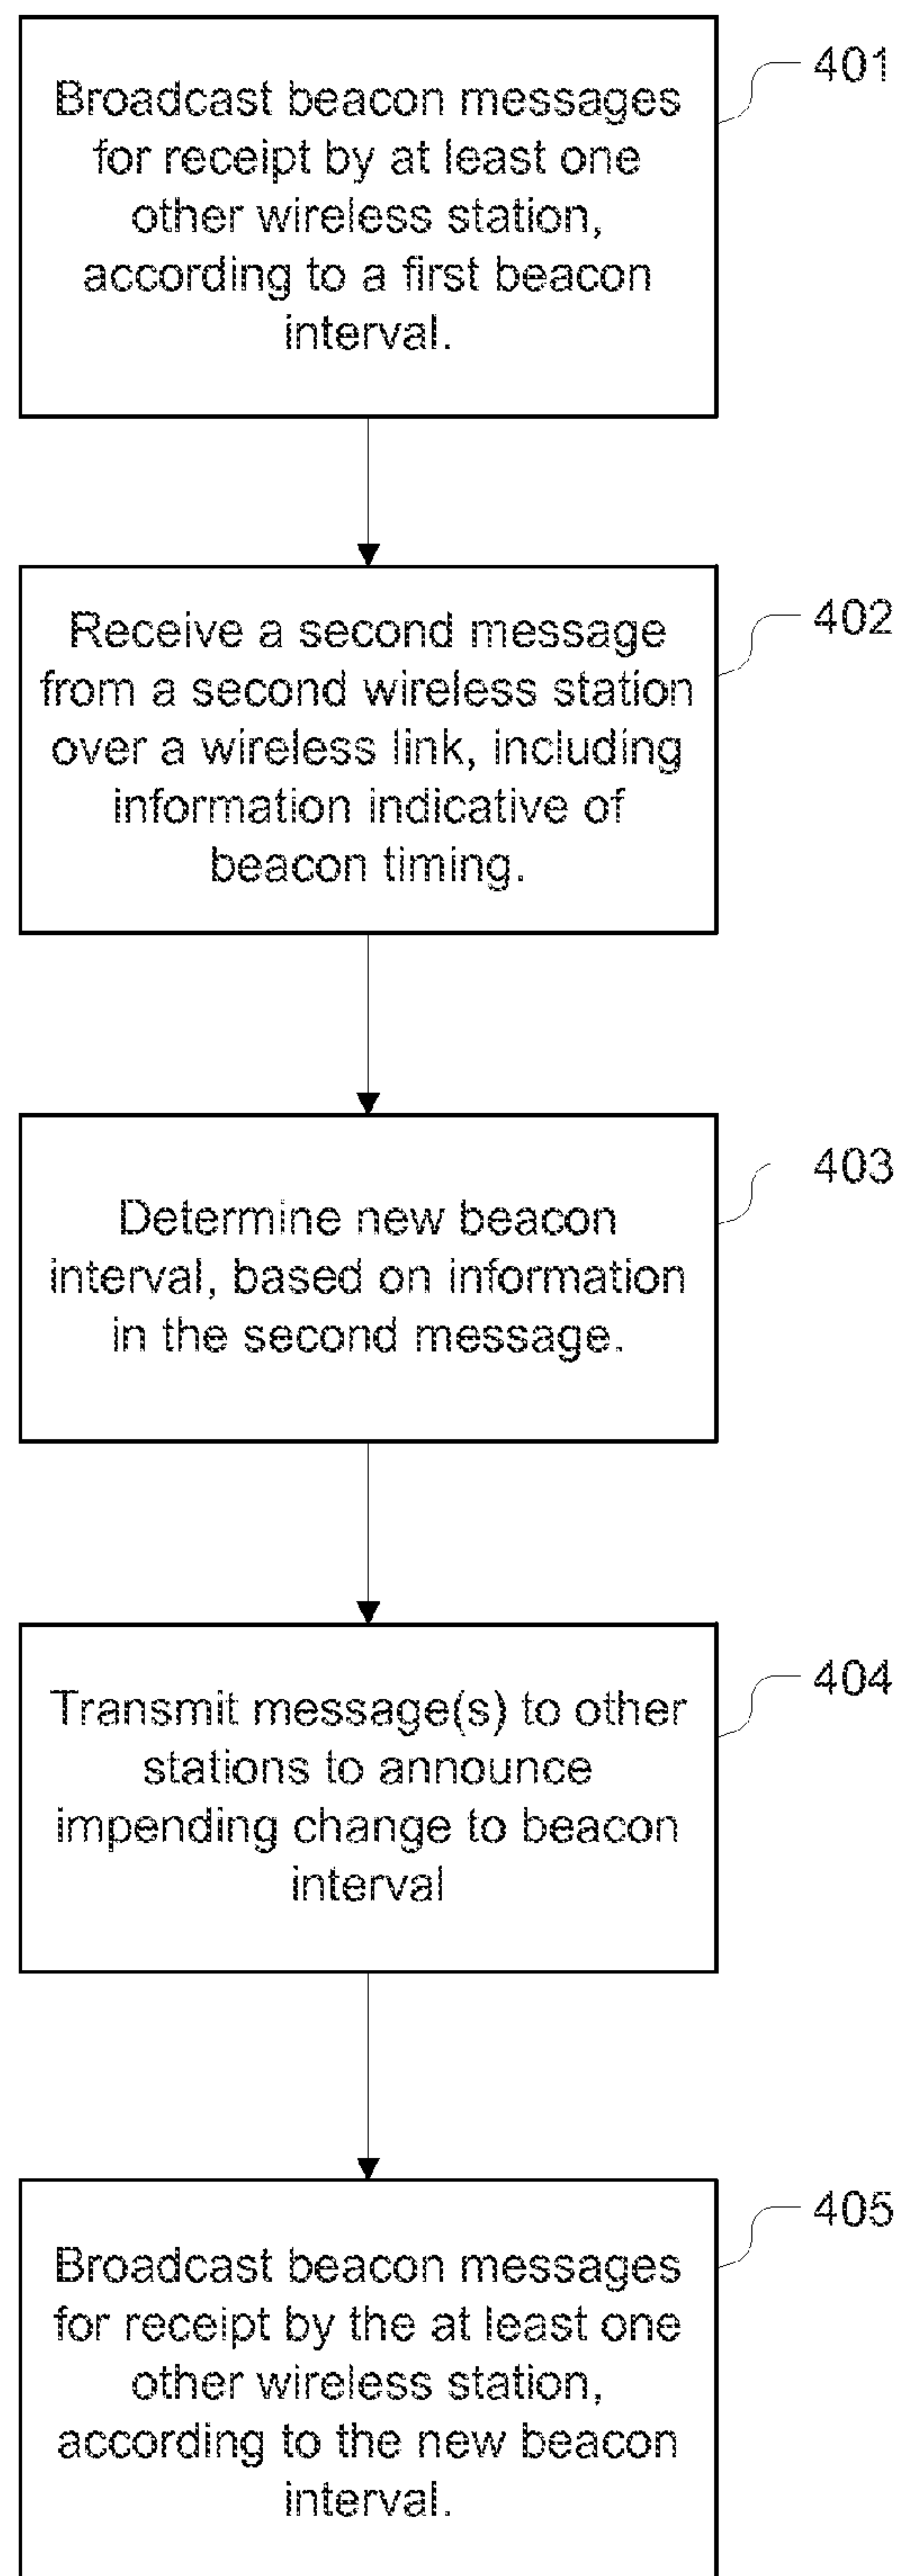 Broadcast beacon messages
for receipt by at least one
other wireless station,
according to a first beacon
interval.
401
Receive a second message
from a second wireless station
over a wireless link, including
information indicative of
beacon timing.
402
Determine new beacon
interval, based on information
in the second message.
403
Transmit message(s) to other
stations to announce
impending change to beacon
interval
404
Broadcast beacon messages
for receipt by the at least one
other wireless station,
according to the new beacon
interval.
405